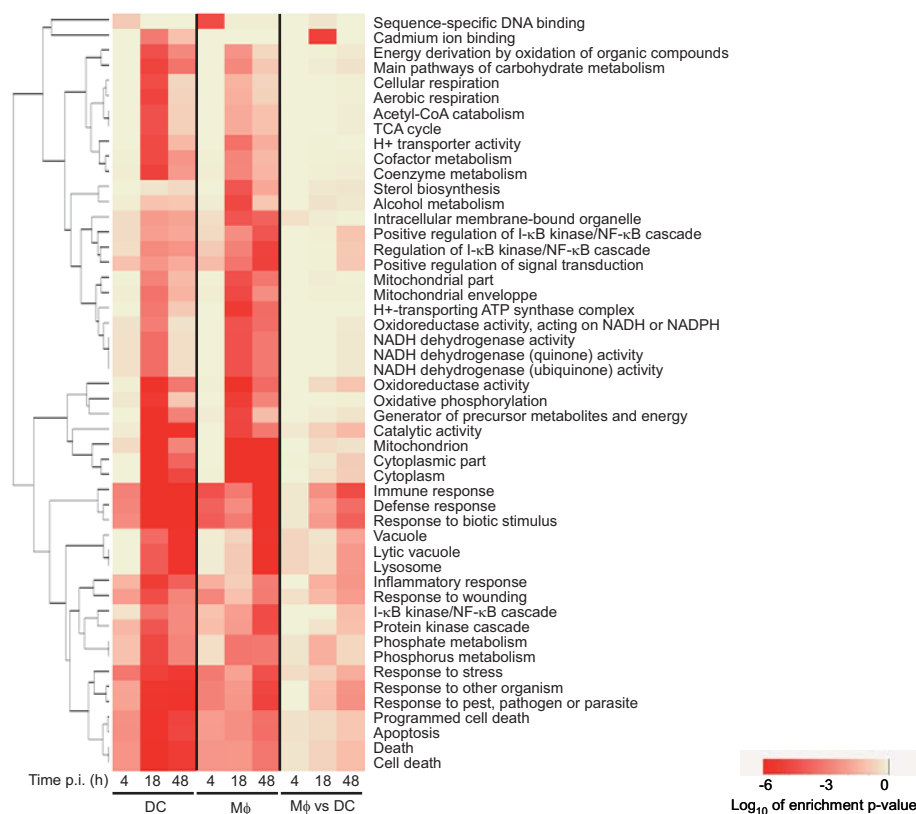 Sequence-specific DNA binding
Cadmium ion binding
Energy derivation by oxidation of organic compounds
Main pathways of carbohydrate metabolism
Cellular respiration
Aerobic respiration
Acetyl-CoA catabolism
TCA cycle
H+ transporter activity
Cofactor metabolism
Coenzyme metabolism
Sterol biosynthesis
Alcohol metabolism
Intracellular membrane-bound organelle
Positive regulation of I-κB kinase/NF-κB cascade
Regulation of I-κB kinase/NF-κB cascade
Positive regulation of signal transduction
Mitochondrial part
Mitochondrial enveloppe
H+-transporting ATP synthase complex
Oxidoreductase activity, acting on NADH or NADPH
NADH dehydrogenase activity
NADH dehydrogenase (quinone) activity
NADH dehydrogenase (ubiquinone) activity
Oxidoreductase activity
Oxidative phosphorylation
Generator of precursor metabolites and energy
Catalytic activity
Mitochondrion
Cytoplasmic part
Cytoplasm
Immune response
Defense response
Response to biotic stimulus
Vacuole
Lytic vacuole
Lysosome
Inflammatory response
Response to wounding
I-κB kinase/NF-κB cascade
Protein kinase cascade
Phosphate metabolism
Phosphorus metabolism
Response to stress
Response to other organism
Response to pest, pathogen or parasite
Programmed cell death
Apoptosis
Death
Cell death
Time p.i. (h) 4 18 48 4 18 48 4 18 48
DC Mϕ Mϕ vs DC
-6 -3 0
Log10 of enrichment p-value